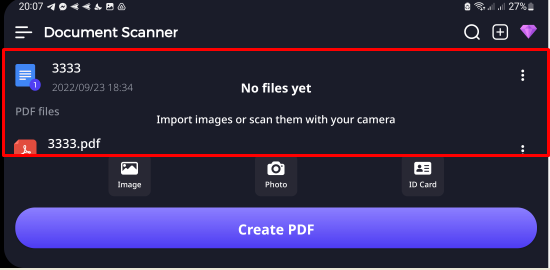 20:07 27%
Document Scanner
3333
1
2022/09/23 18:34
No files yet
PDF files
Import images or scan them with your camera
3333.pdf
Image Photo ID Card
Create PDF